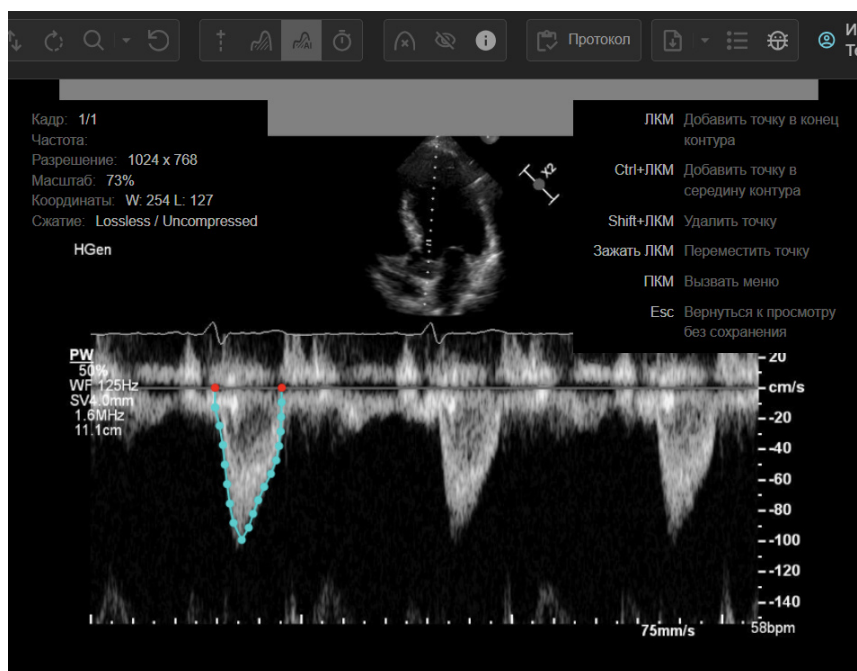 AI
Протокол
И
Те
Кадр: 1/1
Частота:
Разрешение: 1024 x 768
Масштаб: 73%
Координаты: W: 254 L: 127
Сжатие: Lossless / Uncompressed
HGen
X2
ЛКМ Добавить точку в конец
контура
Ctrl+ЛКМ Добавить точку в
середину контура
Shift+ЛКМ Удалить точку
Зажать ЛКМ Переместить точку
ПКМ Вызвать меню
Esc Вернуться к просмотру
без сохранения
PW
50%
WF 125Hz
SV4.0mm
1.6MHz
11.1cm
20
cm/s
-20
-40
-60
-80
-100
-120
-140
75mm/s
58bpm